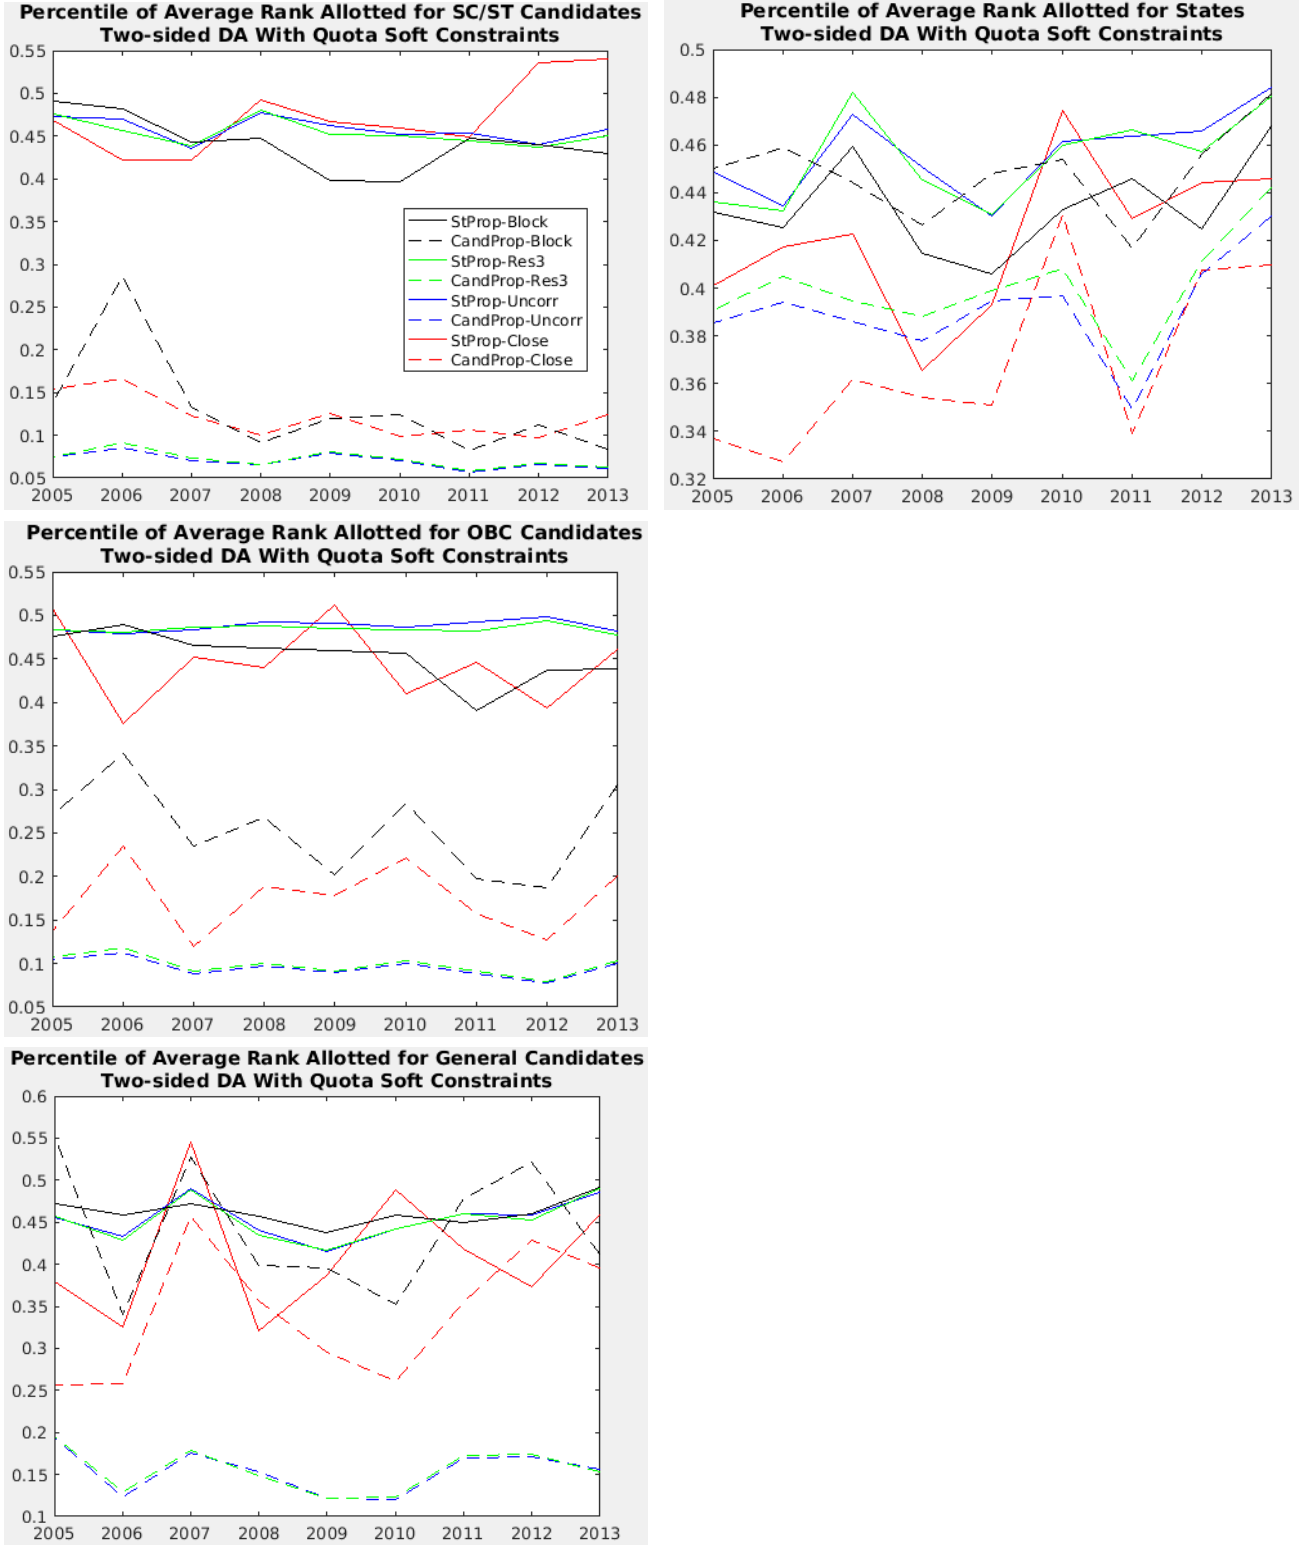 Percentile of Average Rank Allotted for SC/ST Candidates
Two-sided DA With Quota Soft Constraints
0.55
0.5
0.45
0.4
0.35
0.3
0.25
0.2
0.15
0.1
0.05
StProp-Block
CandProp-Block
StProp-Res3
CandProp-Res3
StProp-Uncorr
CandProp-Uncorr
StProp-Close
CandProp-Close
2005 2006 2007 2008 2009 2010 2011 2012 2013
Percentile of Average Rank Allotted for States
Two-sided DA With Quota Soft Constraints
0.5
0.48
0.46
0.44
0.42
0.4
0.38
0.36
0.34
0.32
2005 2006 2007 2008 2009 2010 2011 2012 2013
Percentile of Average Rank Allotted for OBC Candidates
Two-sided DA With Quota Soft Constraints
0.55
0.5
0.45
0.4
0.35
0.3
0.25
0.2
0.15
0.1
0.05
2005 2006 2007 2008 2009 2010 2011 2012 2013
Percentile of Average Rank Allotted for General Candidates
Two-sided DA With Quota Soft Constraints
0.6
0.55
0.5
0.45
0.4
0.35
0.3
0.25
0.2
0.15
0.1
2005 2006 2007 2008 2009 2010 2011 2012 2013